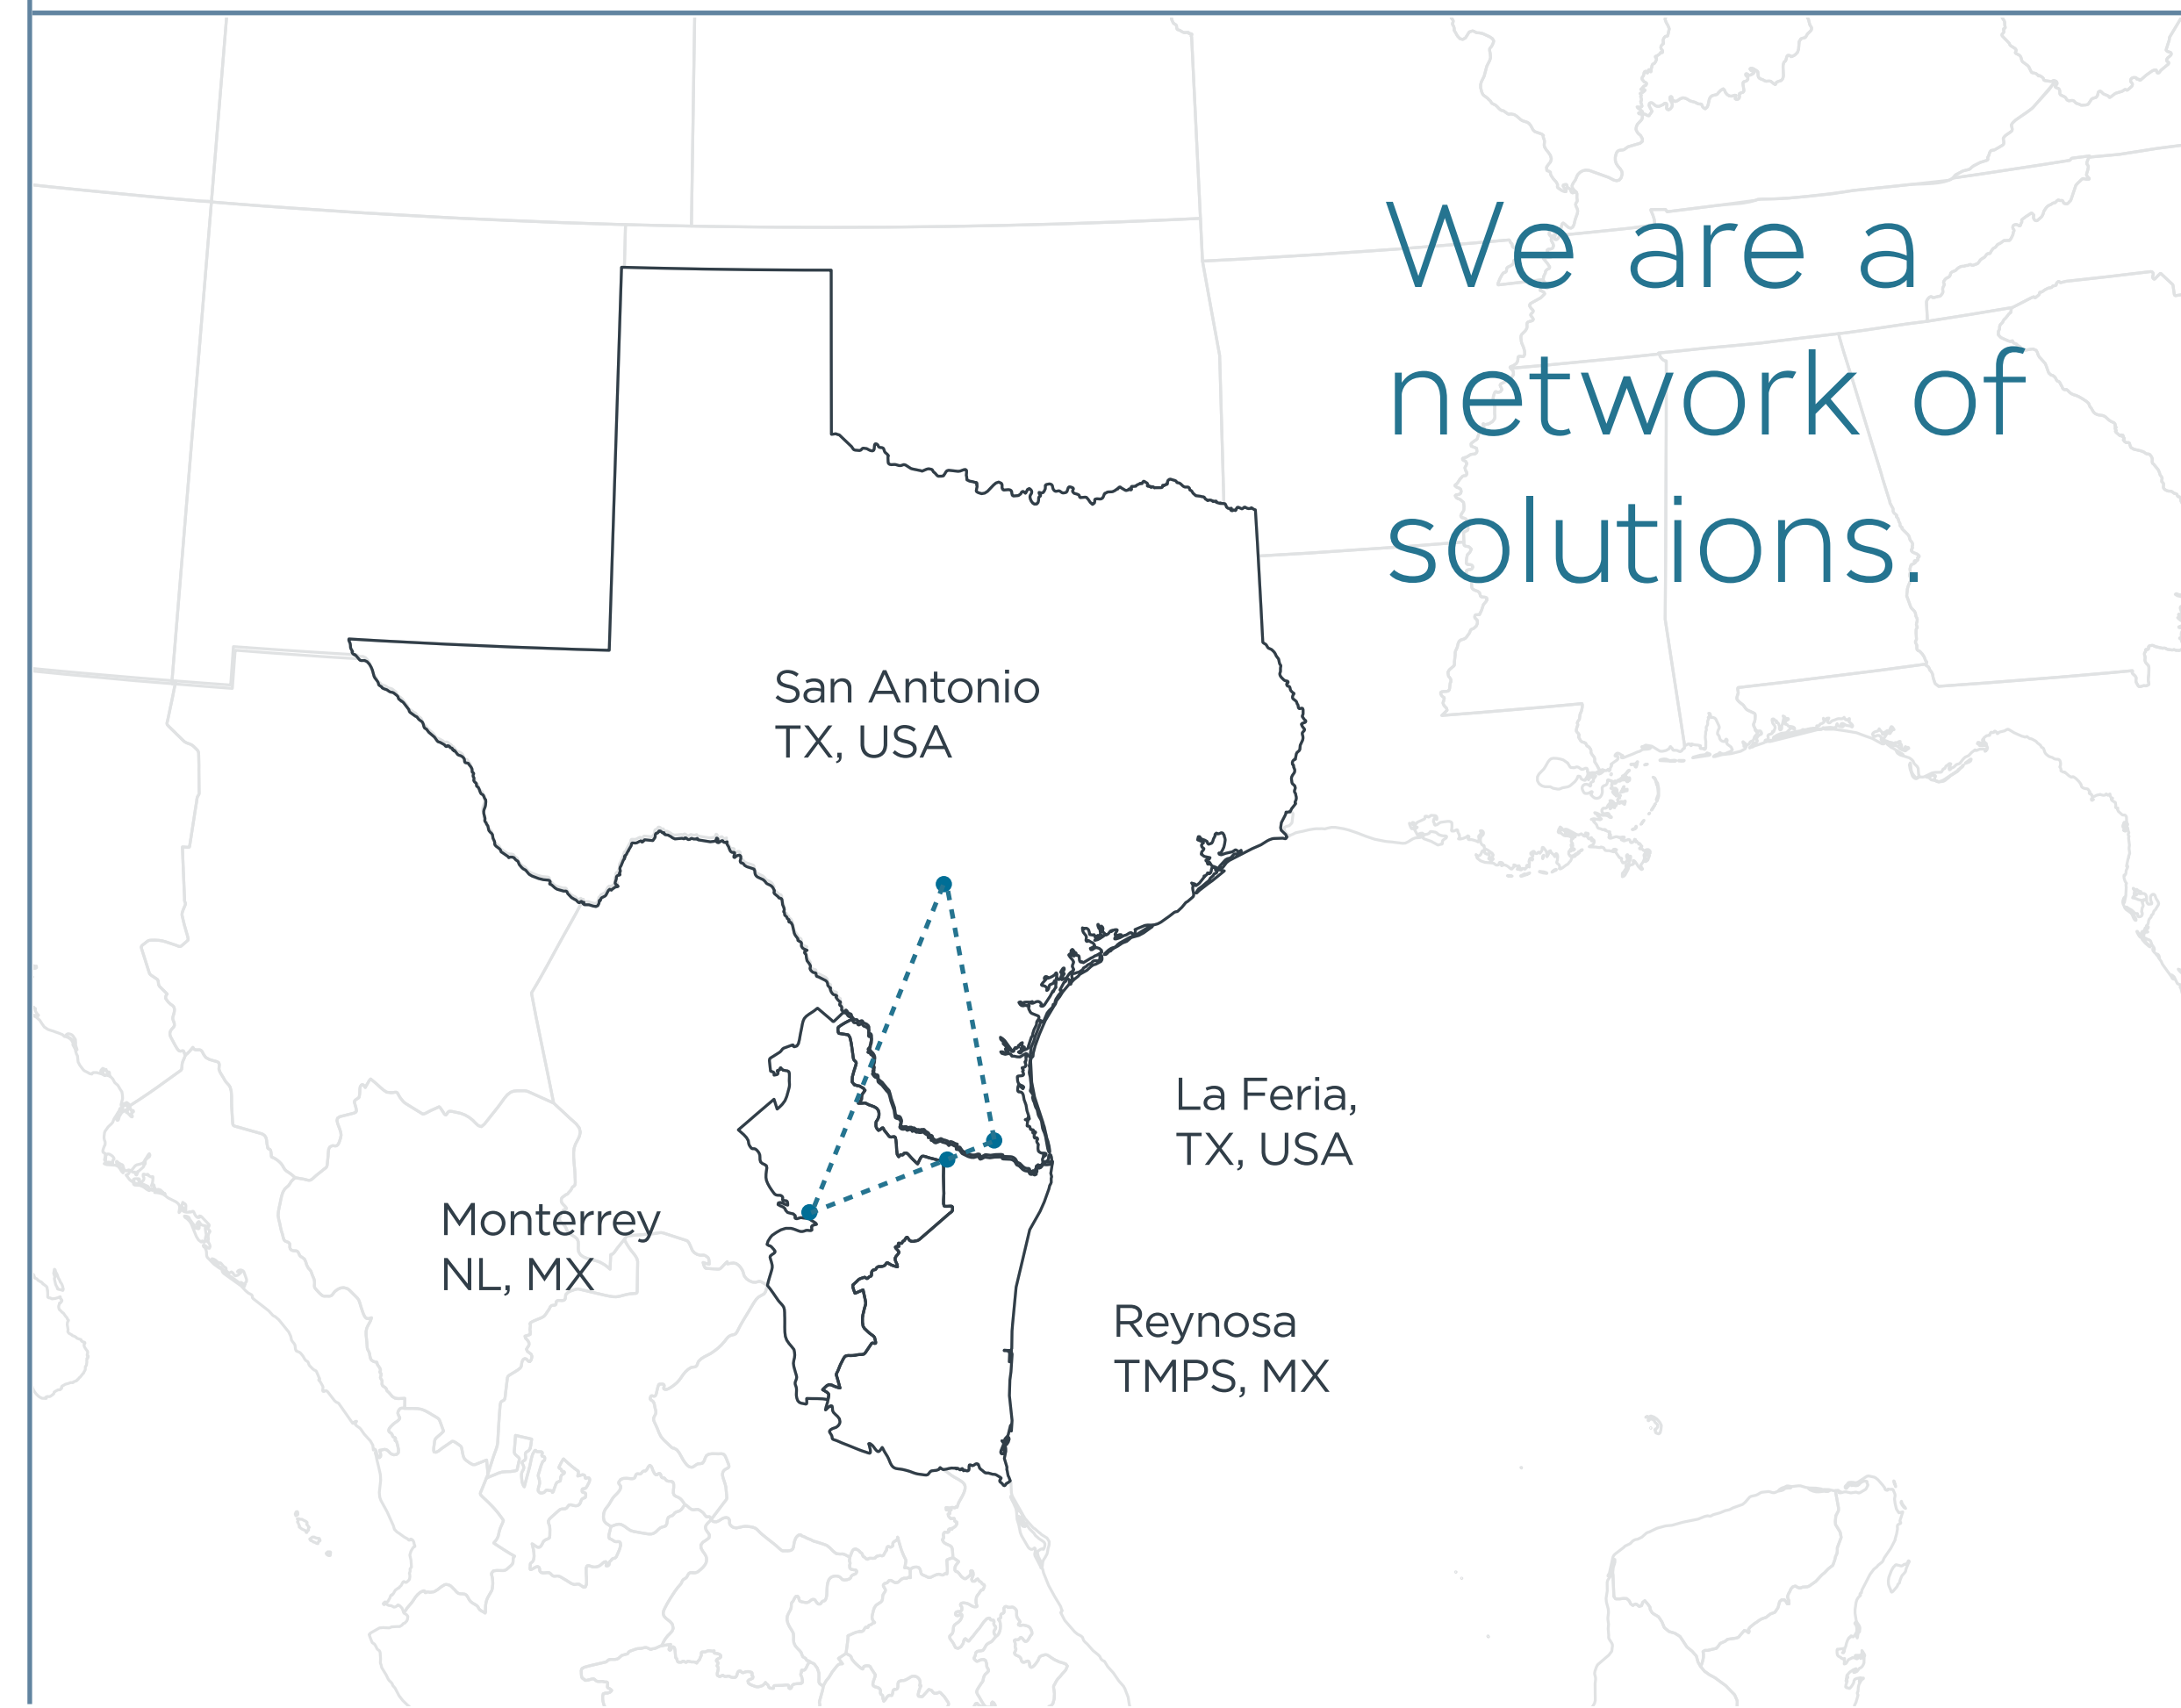 We are a
network of
solutions.
San Antonio
TX, USA
La Feria,
TX, USA
Monterrey
NL, MX
Reynosa
TMPS, MX